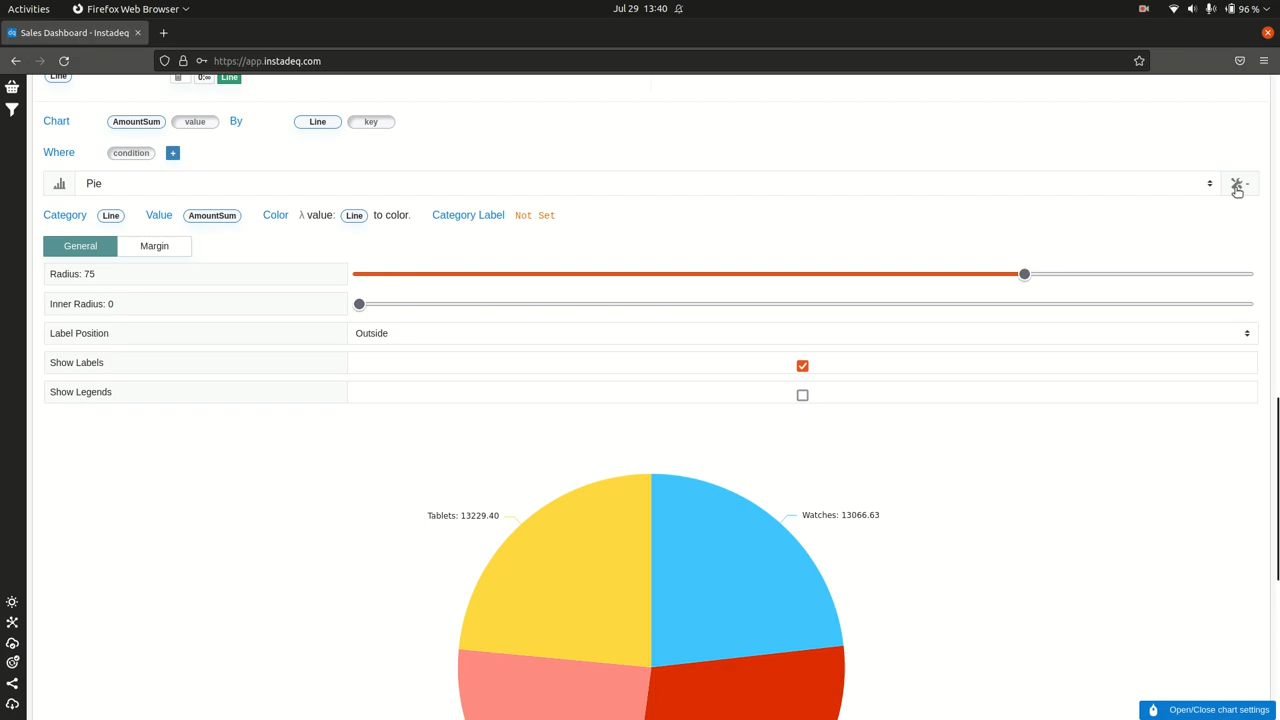 Activities Firefox Web Browser Jul 29 13:40 96 %
Sales Dashboard - Instadeq
https://app.instadeq.com
Line 0:∞ Line
Chart AmountSum value By Line key
Where condition +
Pie
Category Line Value AmountSum Color λ value: Line to color. Category Label Not Set
General Margin
Radius: 75
Inner Radius: 0
Label Position Outside
Show Labels
Show Legends
Tablets: 13229.40 Watches: 13066.63
Open/Close chart settings